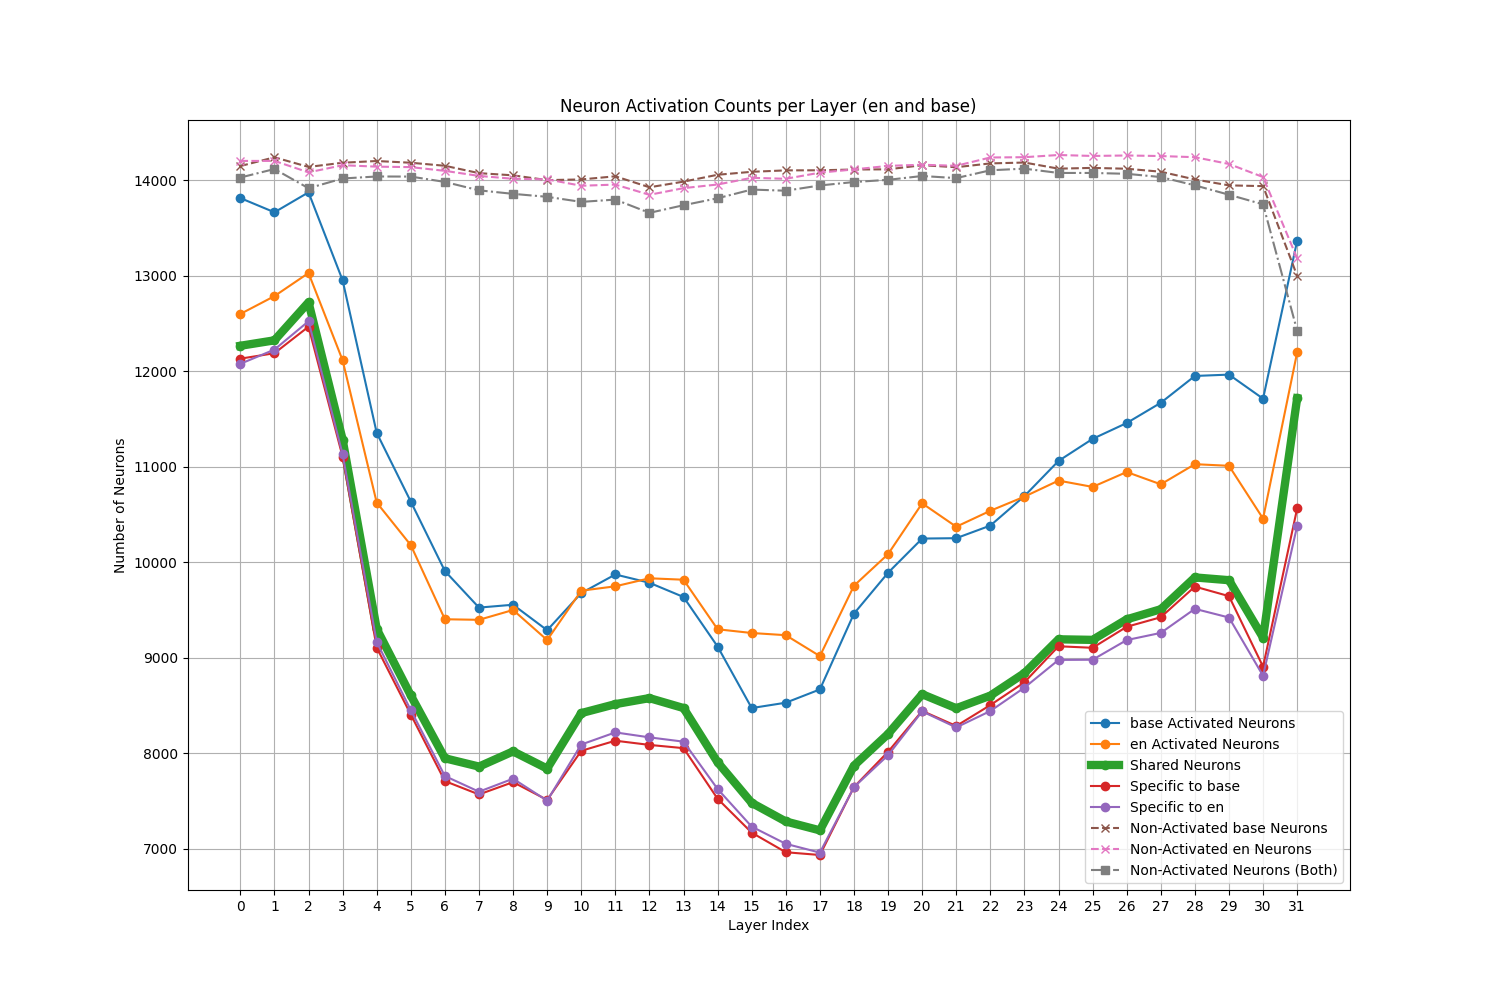 Neuron Activation Counts per Layer (en and base)
Number of Neurons
14000
13000
12000
11000
10000
9000
8000
7000
base Activated Neurons
en Activated Neurons
Shared Neurons
Specific to base
Specific to en
Non-Activated base Neurons
Non-Activated en Neurons
Non-Activated Neurons (Both)
0 1 2 3 4 5 6 7 8 9 10 11 12 13 14 15 16 17 18 19 20 21 22 23 24 25 26 27 28 29 30 31
Layer Index